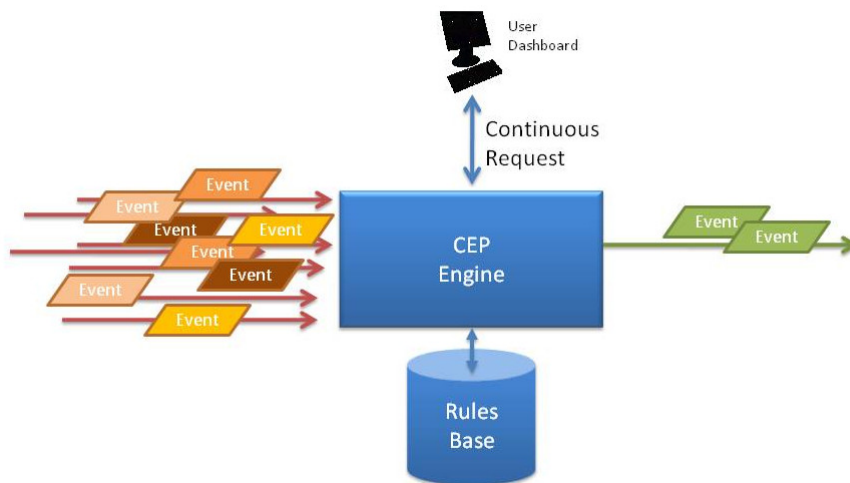 User
Dashboard
Continuous
Request
Event
Event
Event
Event
Event
Event
Event
Event
CEP
Engine
Event
Event
Rules
Base